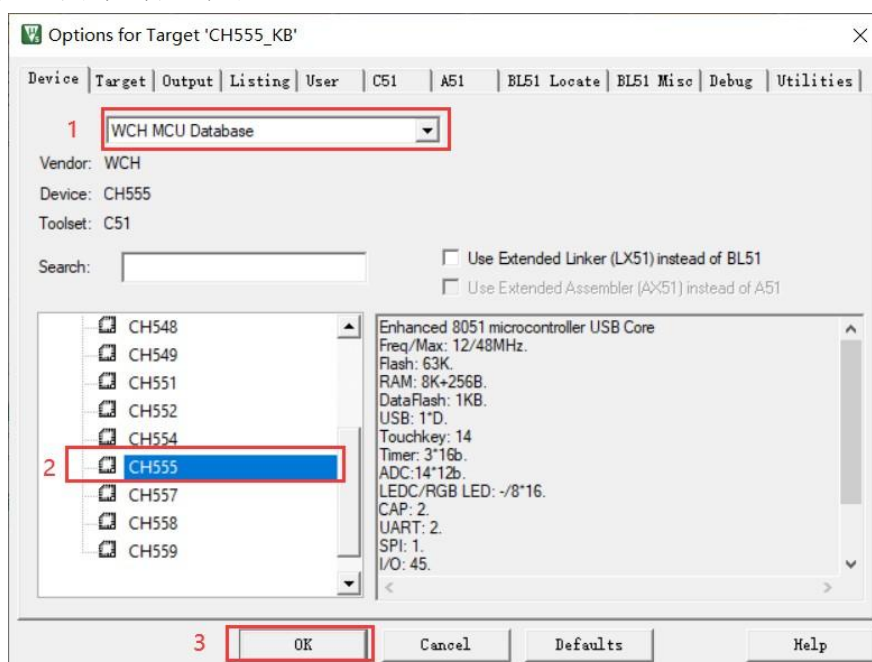 Options for Target 'CH555_KB'
Device Target Output Listing User C51 A51 BL51 Locate BL51 Misc Debug Utilities
1 WCH MCU Database
Vendor: WCH
Device: CH555
Toolset: C51
Search:
Use Extended Linker (LX51) instead of BL51
Use Extended Assembler (AX51) instead of A51
CH548
CH549
CH551
CH552
CH554
2 CH555
CH557
CH558
CH559
Enhanced 8051 microcontroller USB Core
Freq/Max: 12/48MHz.
Flash: 63K.
RAM: 8K+256B.
DataFlash: 1KB.
USB: 1*D.
Touchkey: 14
Timer: 3*16b.
ADC:14*12b.
LEDC/RGB LED: -/8*16.
CAP: 2.
UART: 2.
SPI: 1.
I/O: 45.
3 OK Cancel Defaults Help